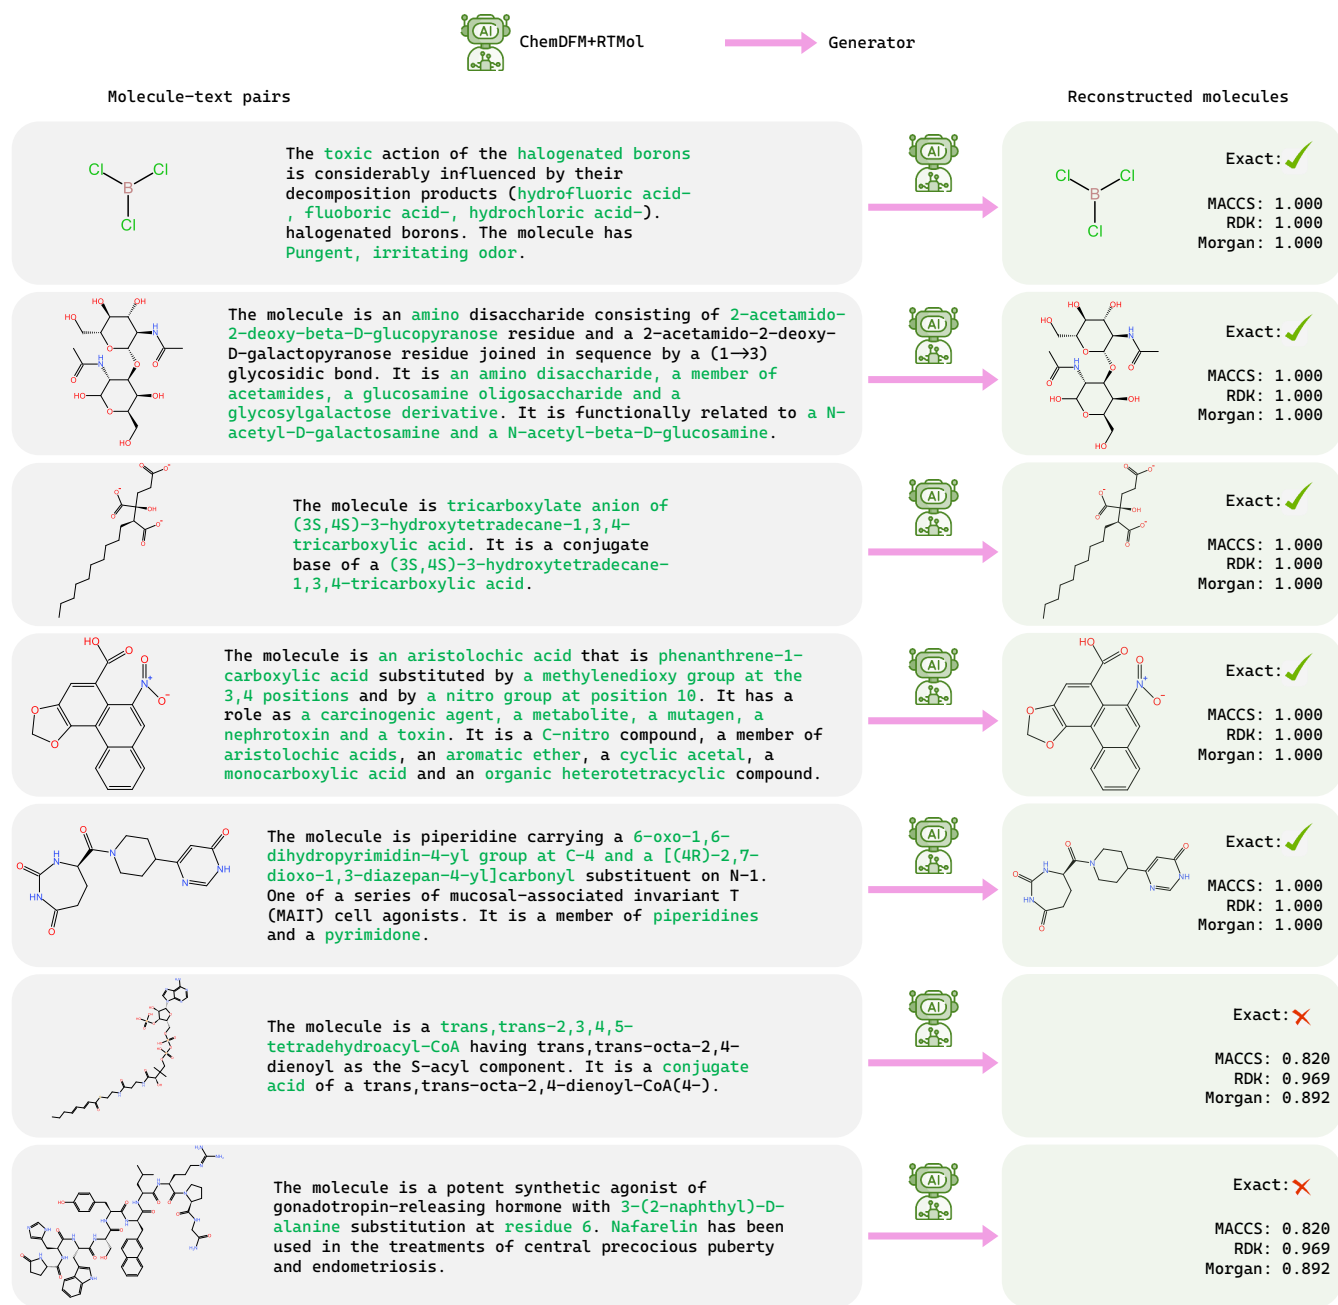 AI
ChemDFM+RTMol
Generator
Molecule-text pairs
Reconstructed molecules
Cl
Cl
B
Cl
The toxic action of the halogenated borons
is considerably influenced by their
decomposition products (hydrofluoric acid-
, fluoboric acid-, hydrochloric acid-).
halogenated borons. The molecule has
Pungent, irritating odor.
AI
Cl
Cl
B
Cl
Exact:
MACCS: 1.000
RDK: 1.000
Morgan: 1.000
The molecule is an amino disaccharide consisting of 2-acetamido-
2-deoxy-beta-D-glucopyranose residue and a 2-acetamido-2-deoxy-
D-galactopyranose residue joined in sequence by a (1→3)
glycosidic bond. It is an amino disaccharide, a member of
acetamides, a glucosamine oligosaccharide and a
glycosylgalactose derivative. It is functionally related to a N-
acetyl-D-galactosamine and a N-acetyl-beta-D-glucosamine.
AI
Exact:
MACCS: 1.000
RDK: 1.000
Morgan: 1.000
The molecule is tricarboxylate anion of
(3S,4S)-3-hydroxytetradecane-1,3,4-
tricarboxylic acid. It is a conjugate
base of a (3S,4S)-3-hydroxytetradecane-
1,3,4-tricarboxylic acid.
AI
Exact:
MACCS: 1.000
RDK: 1.000
Morgan: 1.000
The molecule is an aristolochic acid that is phenanthrene-1-
carboxylic acid substituted by a methylenedioxy group at the
3,4 positions and by a nitro group at position 10. It has a
role as a carcinogenic agent, a metabolite, a mutagen, a
nephrotoxin and a toxin. It is a C-nitro compound, a member of
aristolochic acids, an aromatic ether, a cyclic acetal, a
monocarboxylic acid and an organic heterotetracyclic compound.
AI
Exact:
MACCS: 1.000
RDK: 1.000
Morgan: 1.000
The molecule is piperidine carrying a 6-oxo-1,6-
dihydropyrimidin-4-yl group at C-4 and a [(4R)-2,7-
dioxo-1,3-diazepan-4-yl]carbonyl substituent on N-1.
One of a series of mucosal-associated invariant T
(MAIT) cell agonists. It is a member of piperidines
and a pyrimidone.
AI
Exact:
MACCS: 1.000
RDK: 1.000
Morgan: 1.000
The molecule is a trans,trans-2,3,4,5-
tetradehydroacyl-CoA having trans,trans-octa-2,4-
dienoyl as the S-acyl component. It is a conjugate
acid of a trans,trans-octa-2,4-dienoyl-CoA(4-).
AI
Exact:
MACCS: 0.820
RDK: 0.969
Morgan: 0.892
The molecule is a potent synthetic agonist of
gonadotropin-releasing hormone with 3-(2-naphthyl)-D-
alanine substitution at residue 6. Nafarelin has been
used in the treatments of central precocious puberty
and endometriosis.
AI
Exact:
MACCS: 0.820
RDK: 0.969
Morgan: 0.892